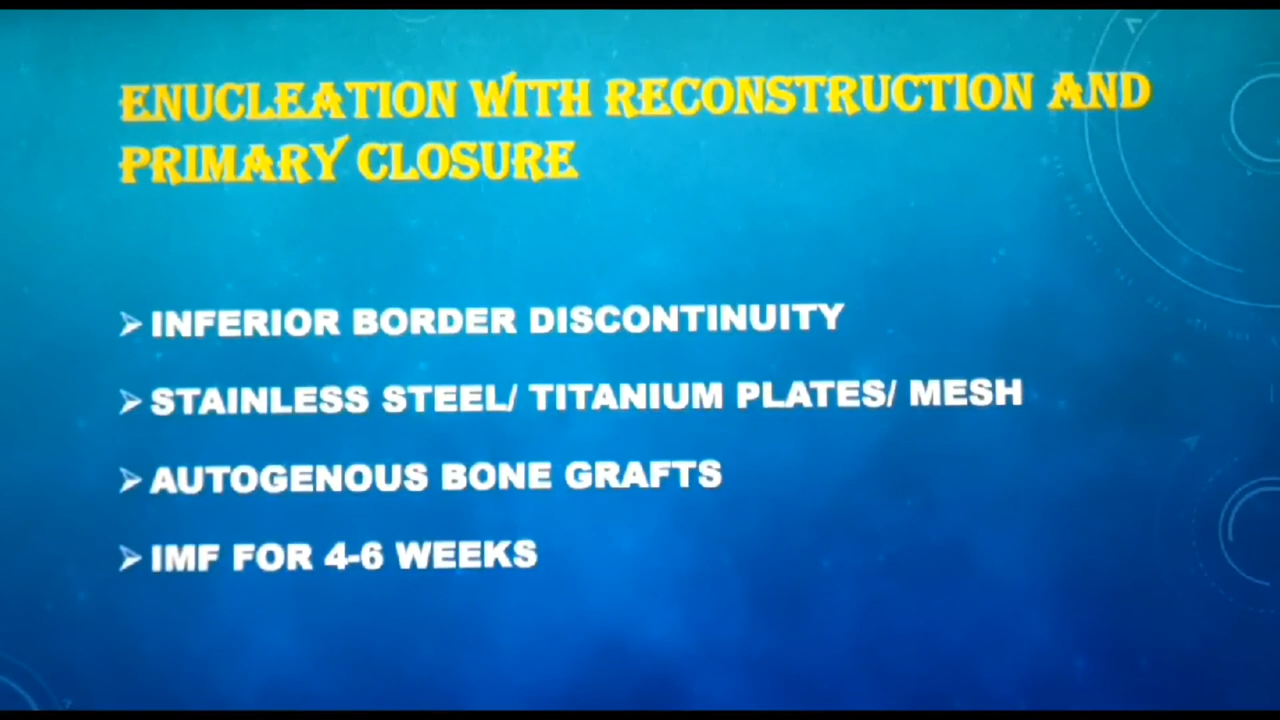 ENUCLEATION WITH RECONSTRUCTION AND
PRIMARY CLOSURE
INFERIOR BORDER DISCONTINUITY
STAINLESS STEEL/ TITANIUM PLATES/ MESH
AUTOGENOUS BONE GRAFTS
IMF FOR 4-6 WEEKS